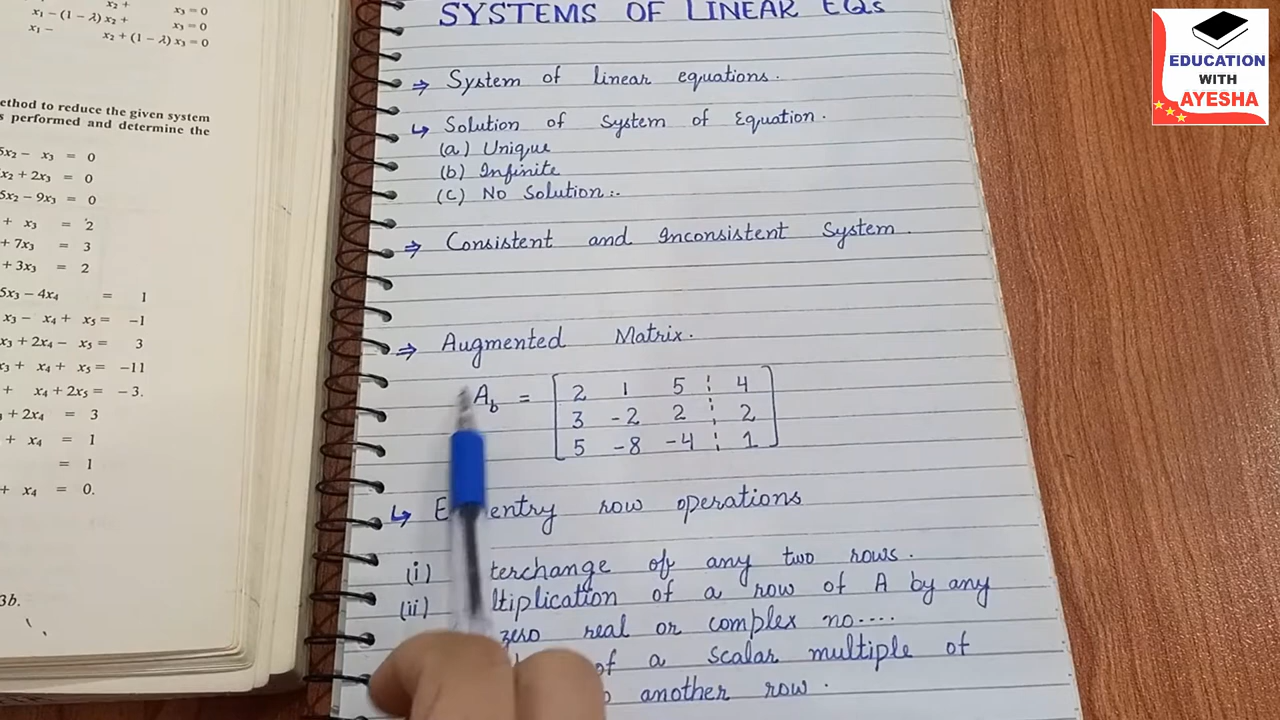 x2 + x3 = 0
x1 – (1 – λ) x2 + x3 = 0
x1 – x2 + (1 – λ) x3 = 0
ethod to reduce the given system
s performed and determine the
5x2 – x3 = 0
x2 + 2x3 = 0
5x2 – 9x3 = 0
+ x3 = 2
+ 7x3 = 3
+ 3x3 = 2
5x3 – 4x4 = 1
x3 – x4 + x5 = –1
x3 + 2x4 – x5 = 3
x3 + x4 + x5 = –11
+ x4 + 2x5 = –3.
+ 2x4 = 3
+ x4 = 1
= 1
+ x4 = 0.
3b.
SYSTEMS OF LINEAR EQs
⇒ System of linear equations.
↳ Solution of System of Equation.
(a) Unique
(b) Infinite
(c) No Solution:.
⇒ Consistent and Inconsistent System.
⇒ Augmented Matrix.
Ab = [ 2 1 5 ¦ 4
3 -2 2 ¦ 2
5 -8 -4 ¦ 1 ]
↳ E entry row operations
(i) terchange of any two rows.
(ii) ltiplication of a row of A by any
zero real or complex no....
of a scalar multiple of
another row.
EDUCATION
WITH
AYESHA